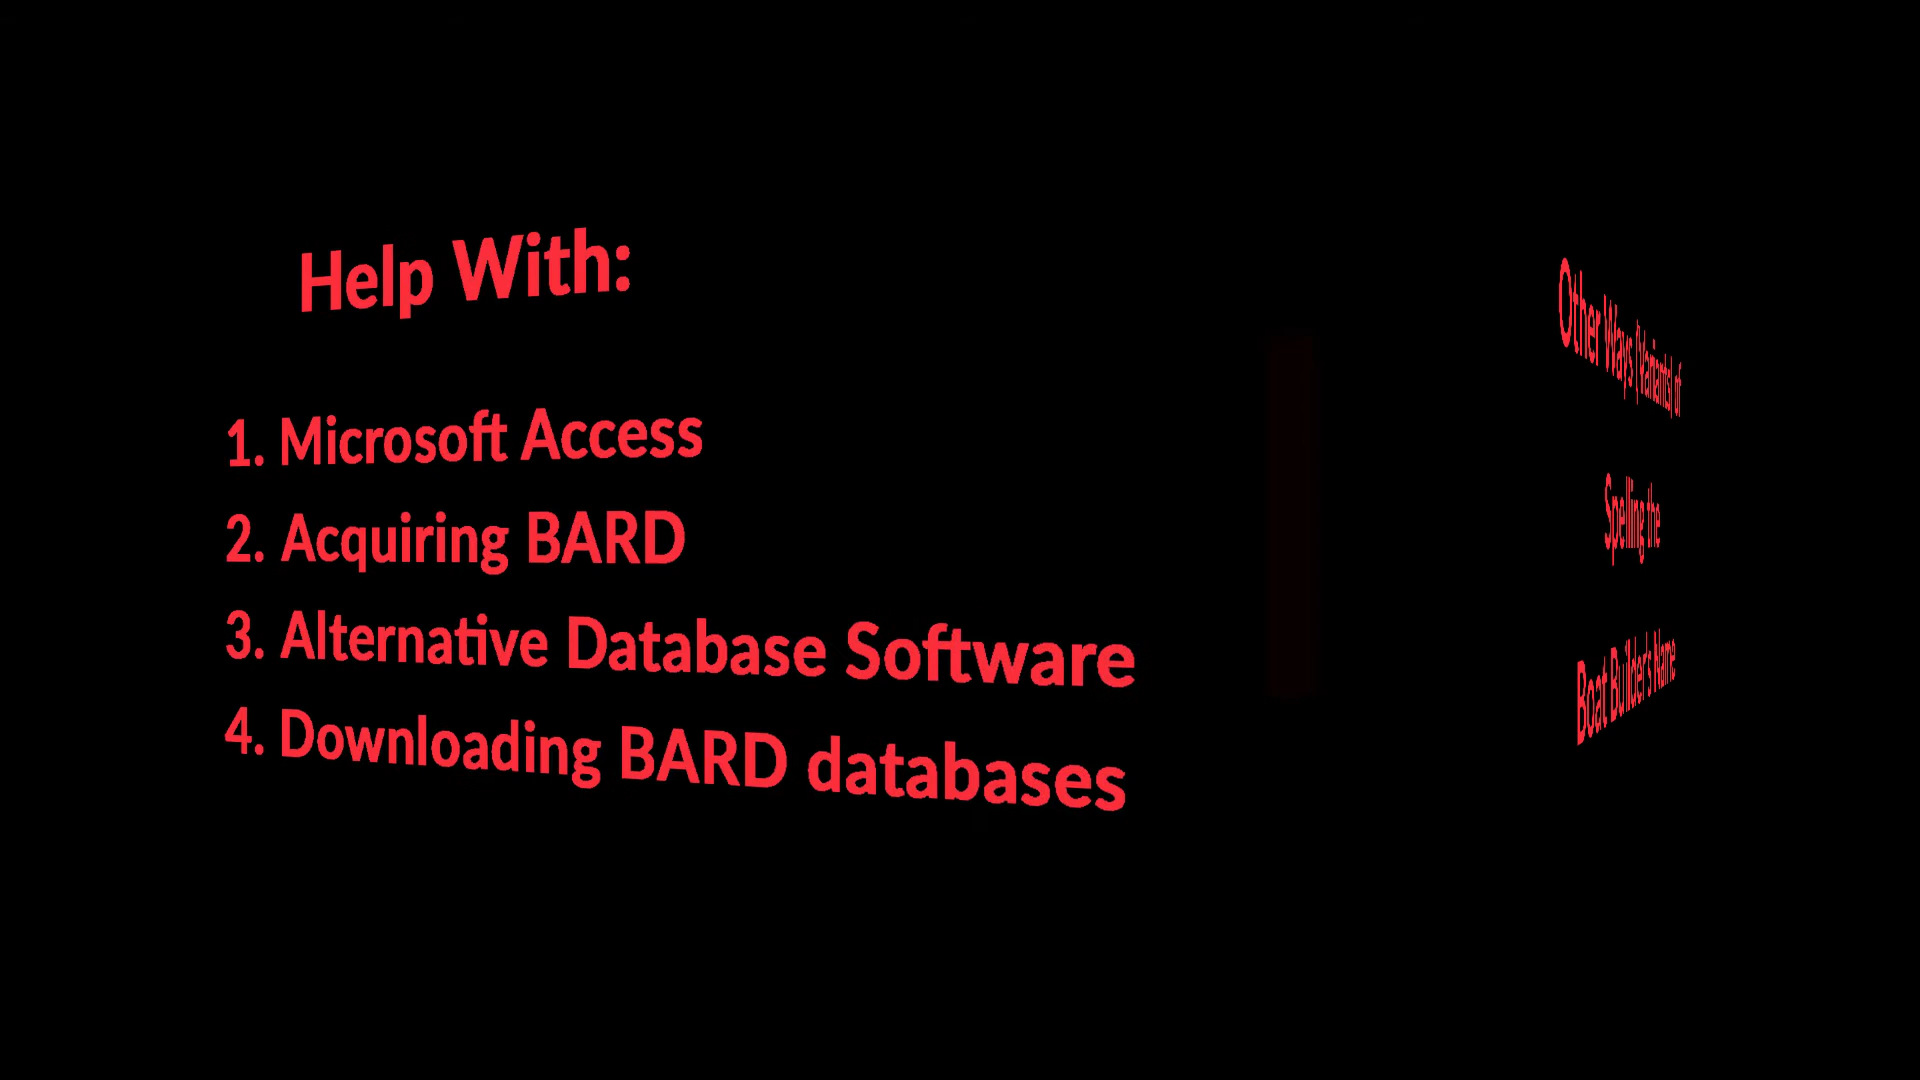 Help With:
1. Microsoft Access
2. Acquiring BARD
3. Alternative Database Software
4. Downloading BARD databases
Other Ways (Variants) of
Spelling the
Boat Builder's Name